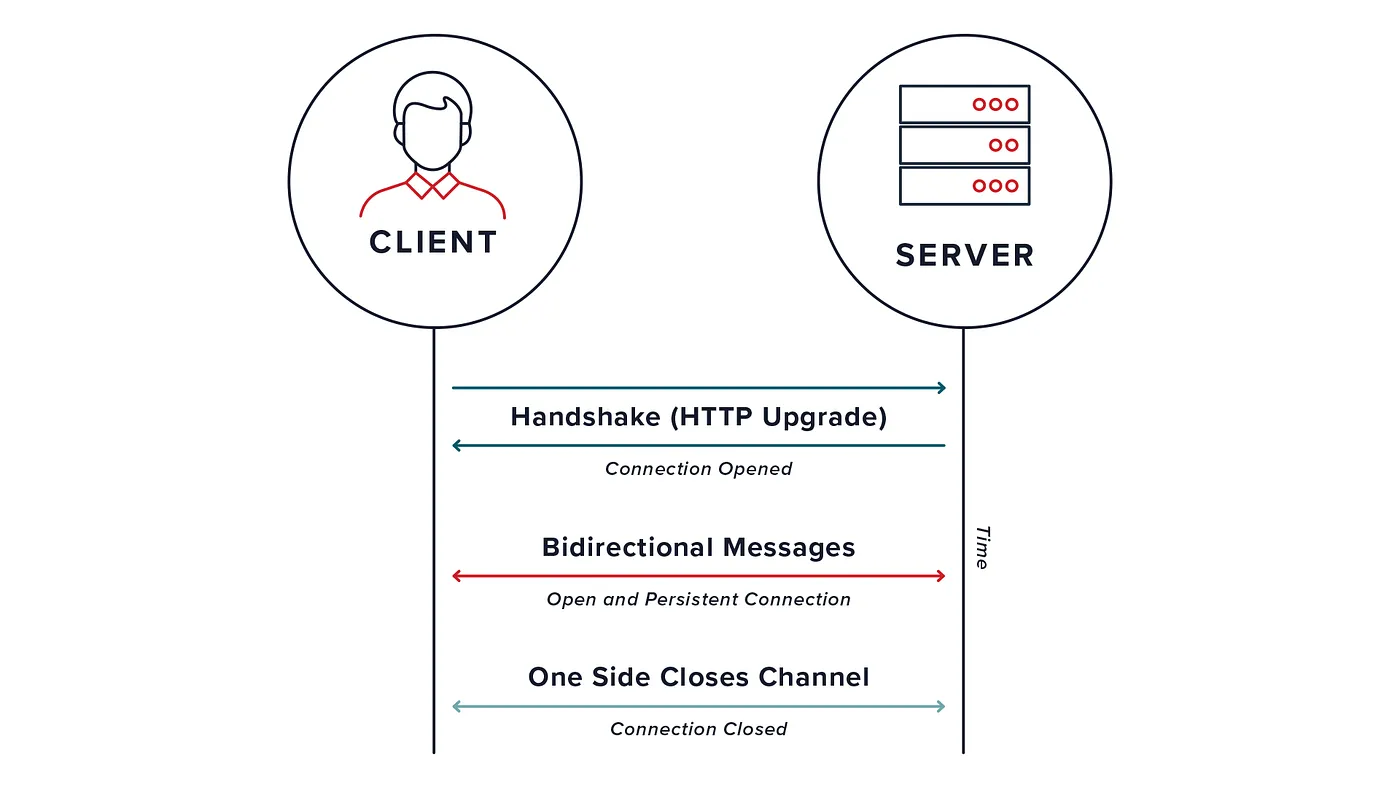 CLIENT
SERVER
Handshake (HTTP Upgrade)
Connection Opened
Bidirectional Messages
Time
Open and Persistent Connection
One Side Closes Channel
Connection Closed